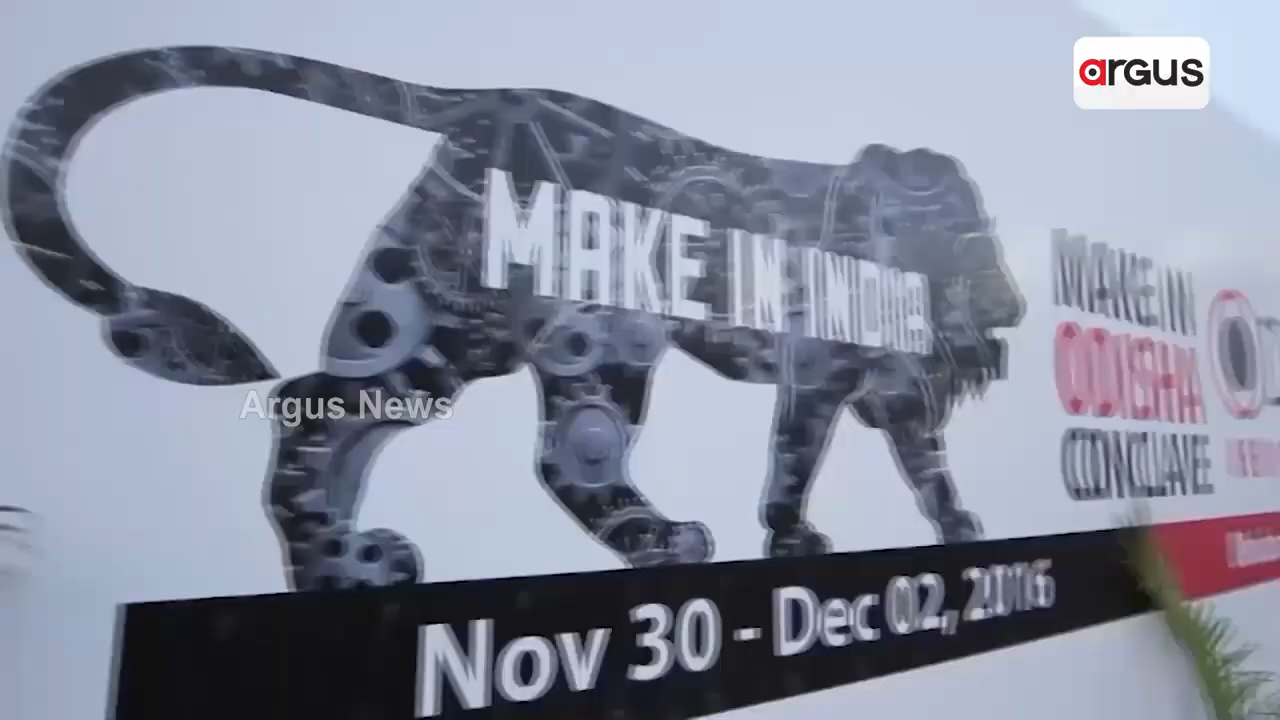 argus
MAKE IN INDIA
MAKE IN
ODISHA
CONCLAVE
Argus News
Nov 30 - Dec 02, 2016